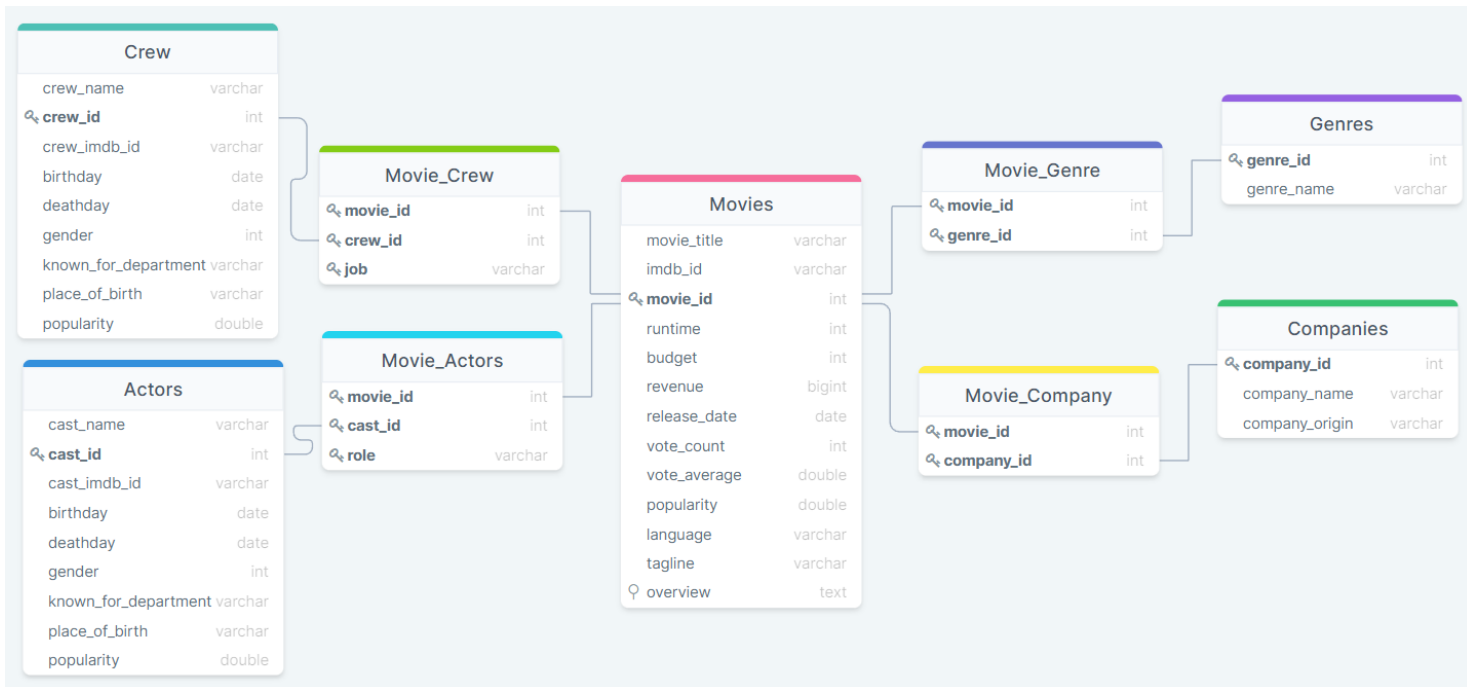 Crew
crew_name varchar
crew_id int
crew_imdb_id varchar
birthday date
deathday date
gender int
known_for_department varchar
place_of_birth varchar
popularity double
Actors
cast_name varchar
cast_id int
cast_imdb_id varchar
birthday date
deathday date
gender int
known_for_department varchar
place_of_birth varchar
popularity double
Movie_Crew
movie_id int
crew_id int
job varchar
Movie_Actors
movie_id int
cast_id int
role varchar
Movies
movie_title varchar
imdb_id varchar
movie_id int
runtime int
budget int
revenue bigint
release_date date
vote_count int
vote_average double
popularity double
language varchar
tagline varchar
overview text
Movie_Genre
movie_id int
genre_id int
Movie_Company
movie_id int
company_id int
Genres
genre_id int
genre_name varchar
Companies
company_id int
company_name varchar
company_origin varchar